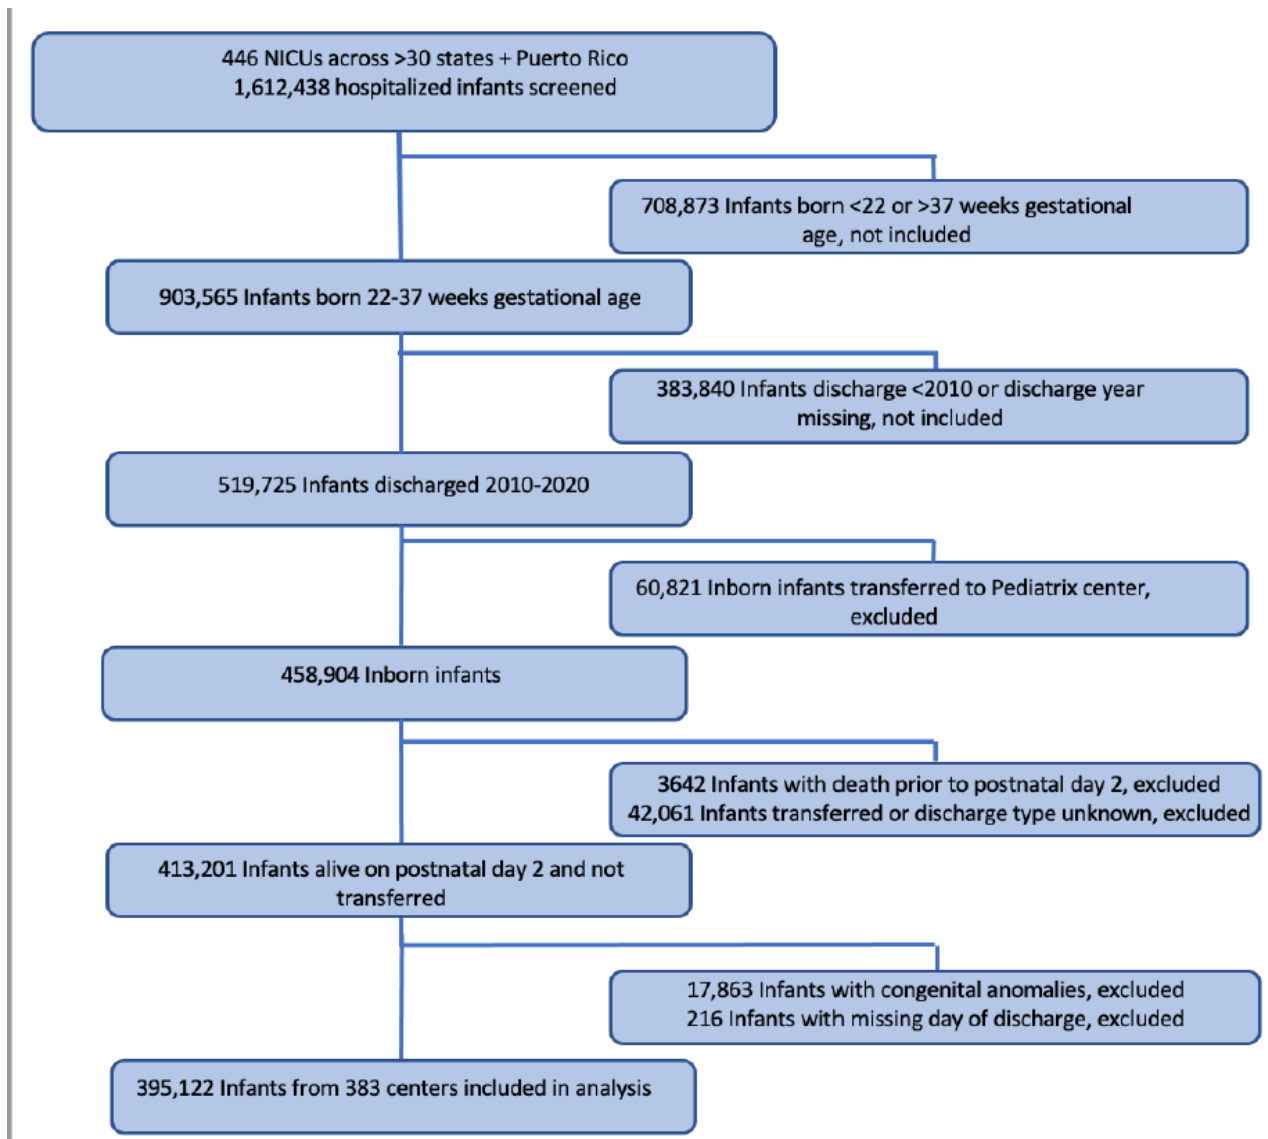 446 NICUs across >30 states + Puerto Rico
1,612,438 hospitalized infants screened
708,873 Infants born <22 or >37 weeks gestational
age, not included
903,565 Infants born 22-37 weeks gestational age
383,840 Infants discharge <2010 or discharge year
missing, not included
519,725 Infants discharged 2010-2020
60,821 Inborn infants transferred to Pediatrix center,
excluded
458,904 Inborn infants
3642 Infants with death prior to postnatal day 2, excluded
42,061 Infants transferred or discharge type unknown, excluded
413,201 Infants alive on postnatal day 2 and not
transferred
17,863 Infants with congenital anomalies, excluded
216 Infants with missing day of discharge, excluded
395,122 Infants from 383 centers included in analysis